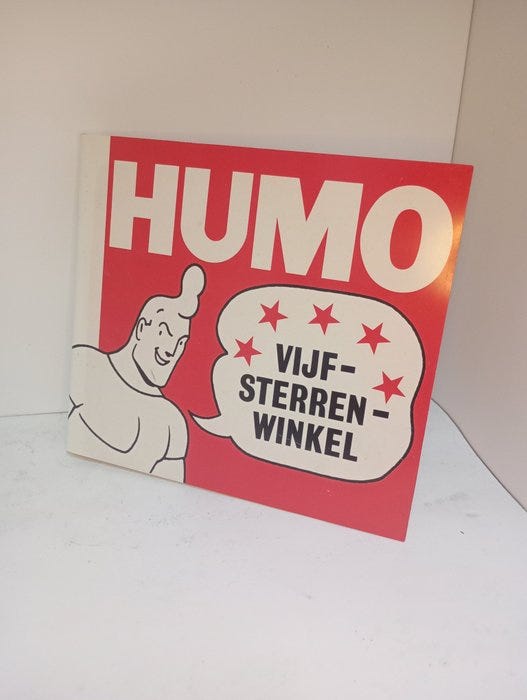 HUMO
VIJF-
STERREN-
WINKEL